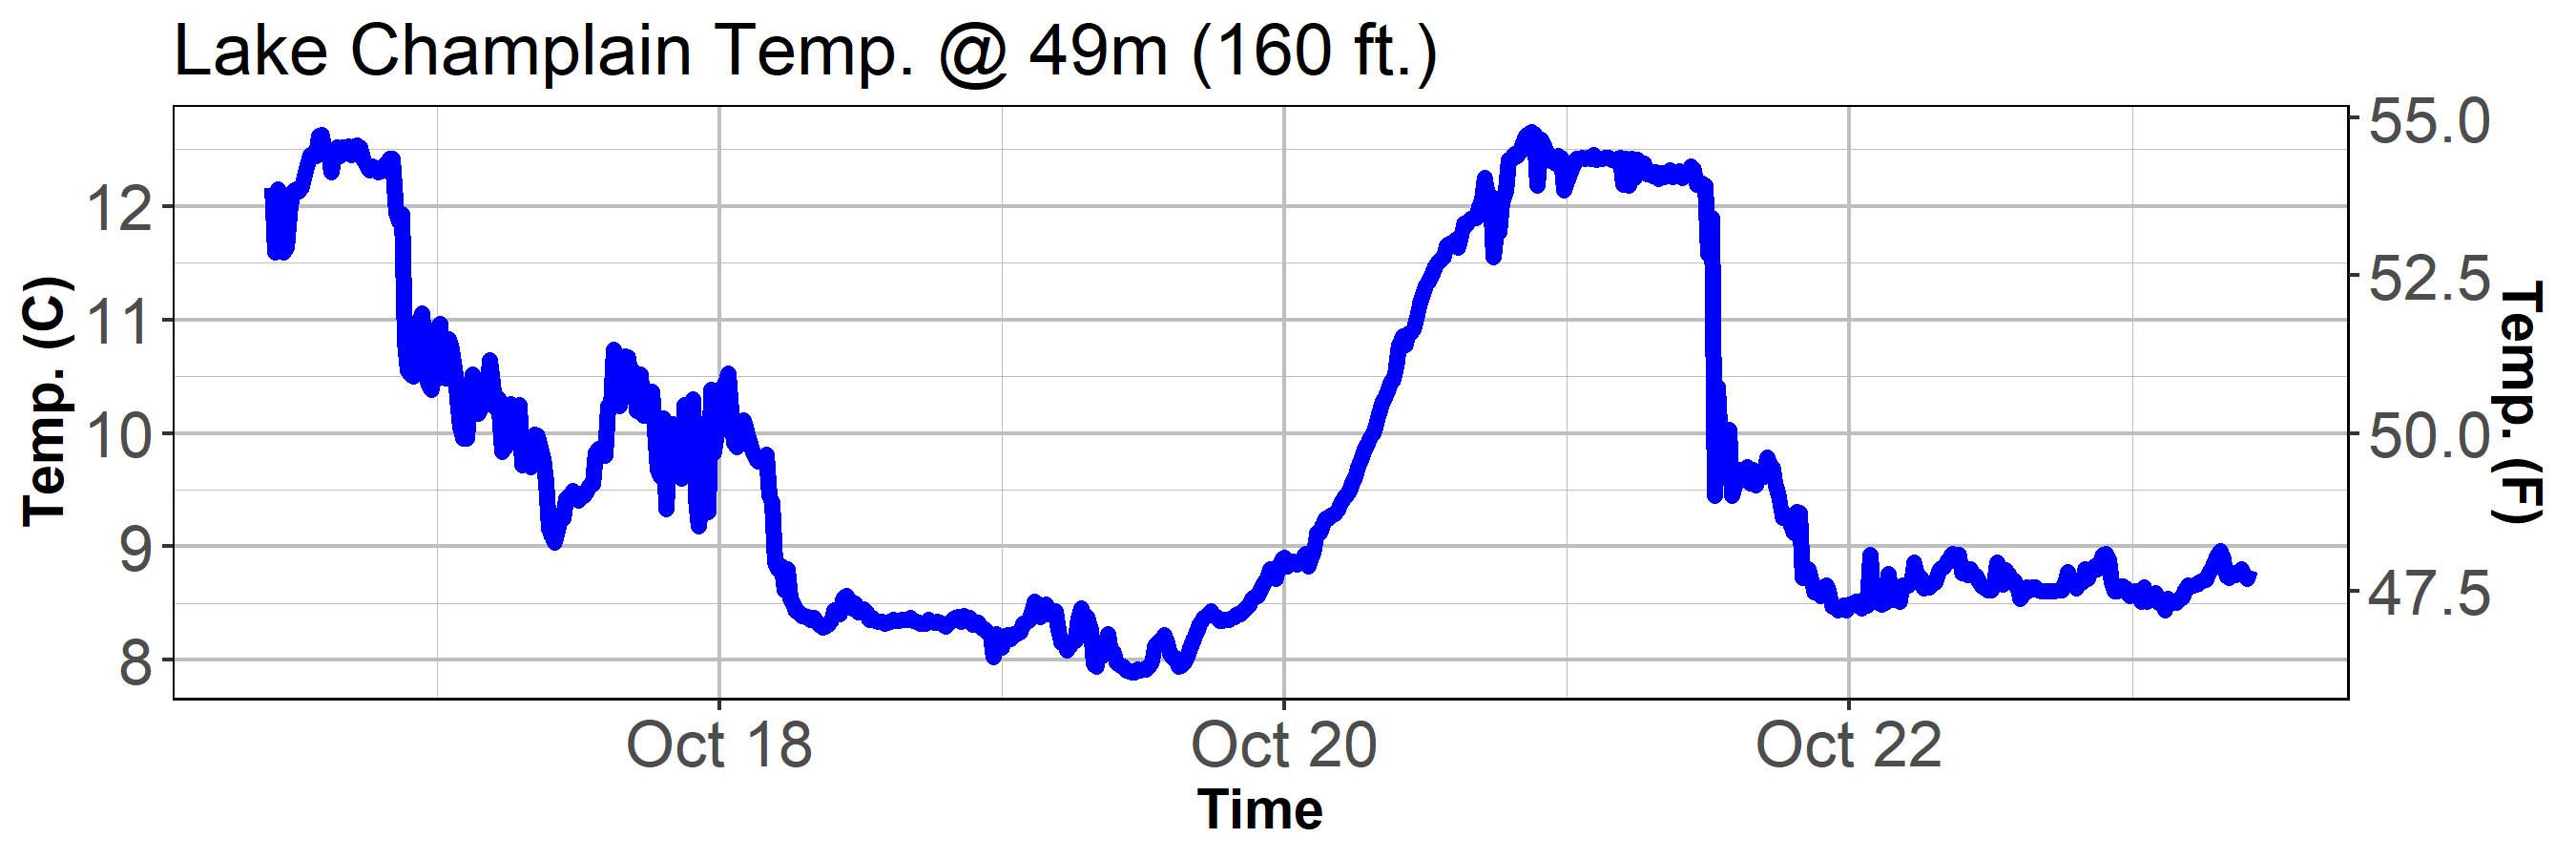 Lake Champlain Temp. @ 49m (160 ft.)
Temp. (C)
12
11
10
9
8
55.0
52.5
50.0
47.5
Temp. (F)
Oct 18
Oct 20
Oct 22
Time